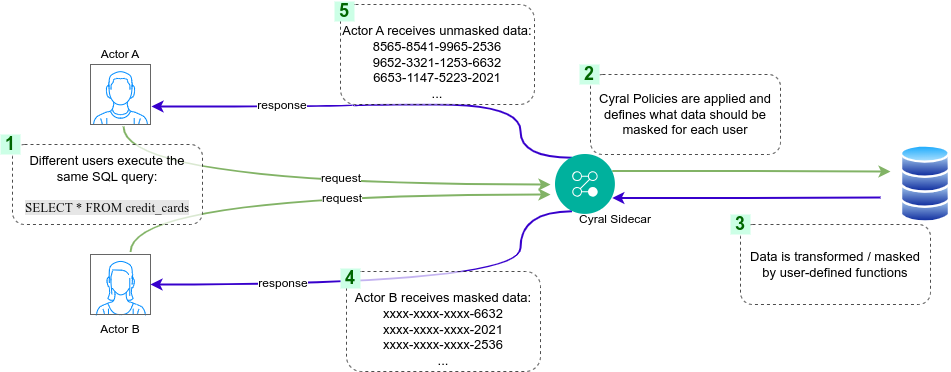 5
Actor A receives unmasked data:
8565-8541-9965-2536
9652-3321-1253-6632
6653-1147-5223-2021
...
Actor A
response
2
Cyral Policies are applied and
defines what data should be
masked for each user
1
Different users execute the
same SQL query:
SELECT * FROM credit_cards
request
request
Cyral Sidecar
3
Data is transformed / masked
by user-defined functions
response
4
Actor B receives masked data:
xxxx-xxxx-xxxx-6632
xxxx-xxxx-xxxx-2021
xxxx-xxxx-xxxx-2536
...
Actor B